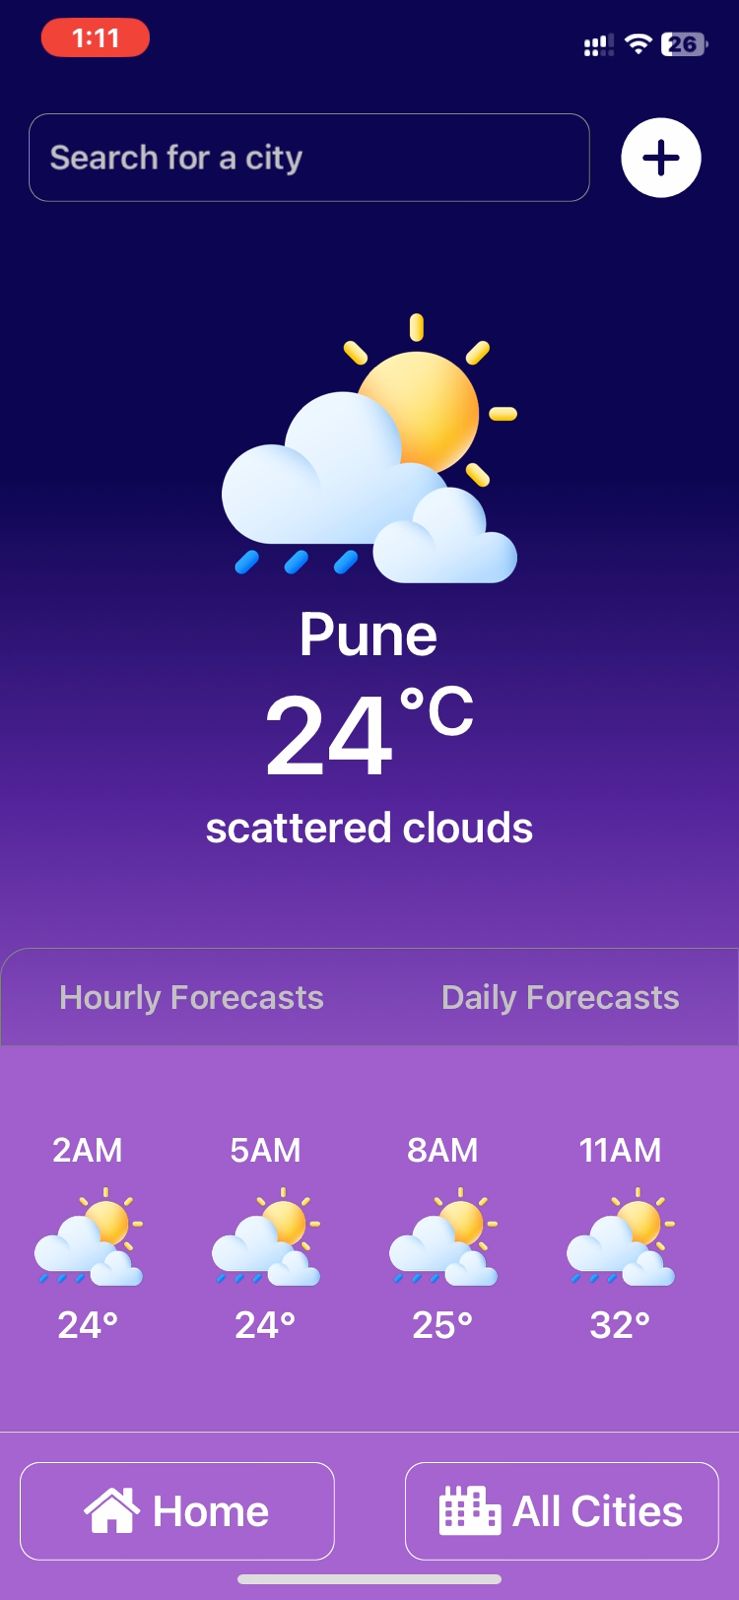 1:11
26
Search for a city
+
Pune
24°C
scattered clouds
Hourly Forecasts Daily Forecasts
2AM 5AM 8AM 11AM
24° 24° 25° 32°
Home All Cities